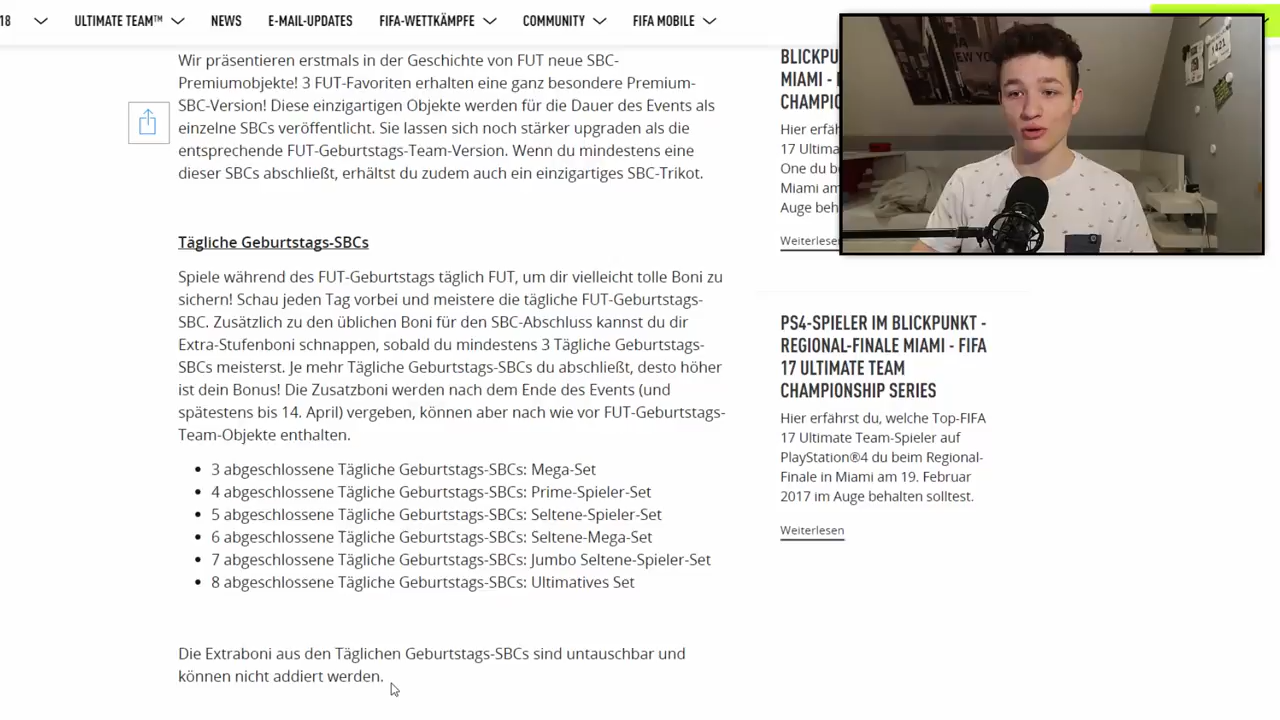 18
ULTIMATE TEAM™
NEWS
E-MAIL-UPDATES
FIFA-WETTKÄMPFE
COMMUNITY
FIFA MOBILE
Wir präsentieren erstmals in der Geschichte von FUT neue SBC-
Premiumobjekte! 3 FUT-Favoriten erhalten eine ganz besondere Premium-
SBC-Version! Diese einzigartigen Objekte werden für die Dauer des Events als
einzelne SBCs veröffentlicht. Sie lassen sich noch stärker upgraden als die
entsprechende FUT-Geburtstags-Team-Version. Wenn du mindestens eine
dieser SBCs abschließt, erhältst du zudem auch ein einzigartiges SBC-Trikot.
Tägliche Geburtstags-SBCs
Spiele während des FUT-Geburtstags täglich FUT, um dir vielleicht tolle Boni zu
sichern! Schau jeden Tag vorbei und meistere die tägliche FUT-Geburtstags-
SBC. Zusätzlich zu den üblichen Boni für den SBC-Abschluss kannst du dir
Extra-Stufenboni schnappen, sobald du mindestens 3 Tägliche Geburtstags-
SBCs meisterst. Je mehr Tägliche Geburtstags-SBCs du abschließt, desto höher
ist dein Bonus! Die Zusatzboni werden nach dem Ende des Events (und
spätestens bis 14. April) vergeben, können aber nach wie vor FUT-Geburtstags-
Team-Objekte enthalten.
• 3 abgeschlossene Tägliche Geburtstags-SBCs: Mega-Set
• 4 abgeschlossene Tägliche Geburtstags-SBCs: Prime-Spieler-Set
• 5 abgeschlossene Tägliche Geburtstags-SBCs: Seltene-Spieler-Set
• 6 abgeschlossene Tägliche Geburtstags-SBCs: Seltene-Mega-Set
• 7 abgeschlossene Tägliche Geburtstags-SBCs: Jumbo Seltene-Spieler-Set
• 8 abgeschlossene Tägliche Geburtstags-SBCs: Ultimatives Set
Die Extraboni aus den Täglichen Geburtstags-SBCs sind untauschbar und
können nicht addiert werden.
BLICKPU
MIAMI -
CHAMPIO
Hier erfäh
17 Ultima
One du b
Miami am
Auge beh
Weiterlesen
PS4-SPIELER IM BLICKPUNKT -
REGIONAL-FINALE MIAMI - FIFA
17 ULTIMATE TEAM
CHAMPIONSHIP SERIES
Hier erfährst du, welche Top-FIFA
17 Ultimate Team-Spieler auf
PlayStation®4 du beim Regional-
Finale in Miami am 19. Februar
2017 im Auge behalten solltest.
Weiterlesen